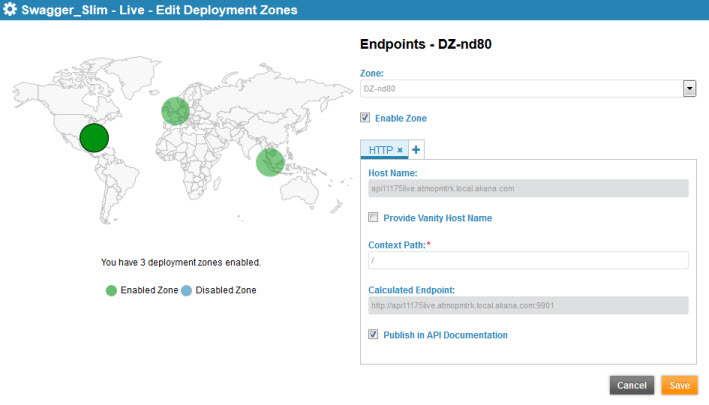 Swagger_Slim - Live - Edit Deployment Zones
Endpoints - DZ-nd80
Zone:
DZ-nd80
Enable Zone
HTTP × +
Host Name:
api11175live.atmopmtrk.local.akana.com
Provide Vanity Host Name
Context Path:*
/
Calculated Endpoint:
http://api11175live.atmopmtrk.local.akana.com:9901
Publish in API Documentation
You have 3 deployment zones enabled.
Enabled Zone Disabled Zone
Cancel Save